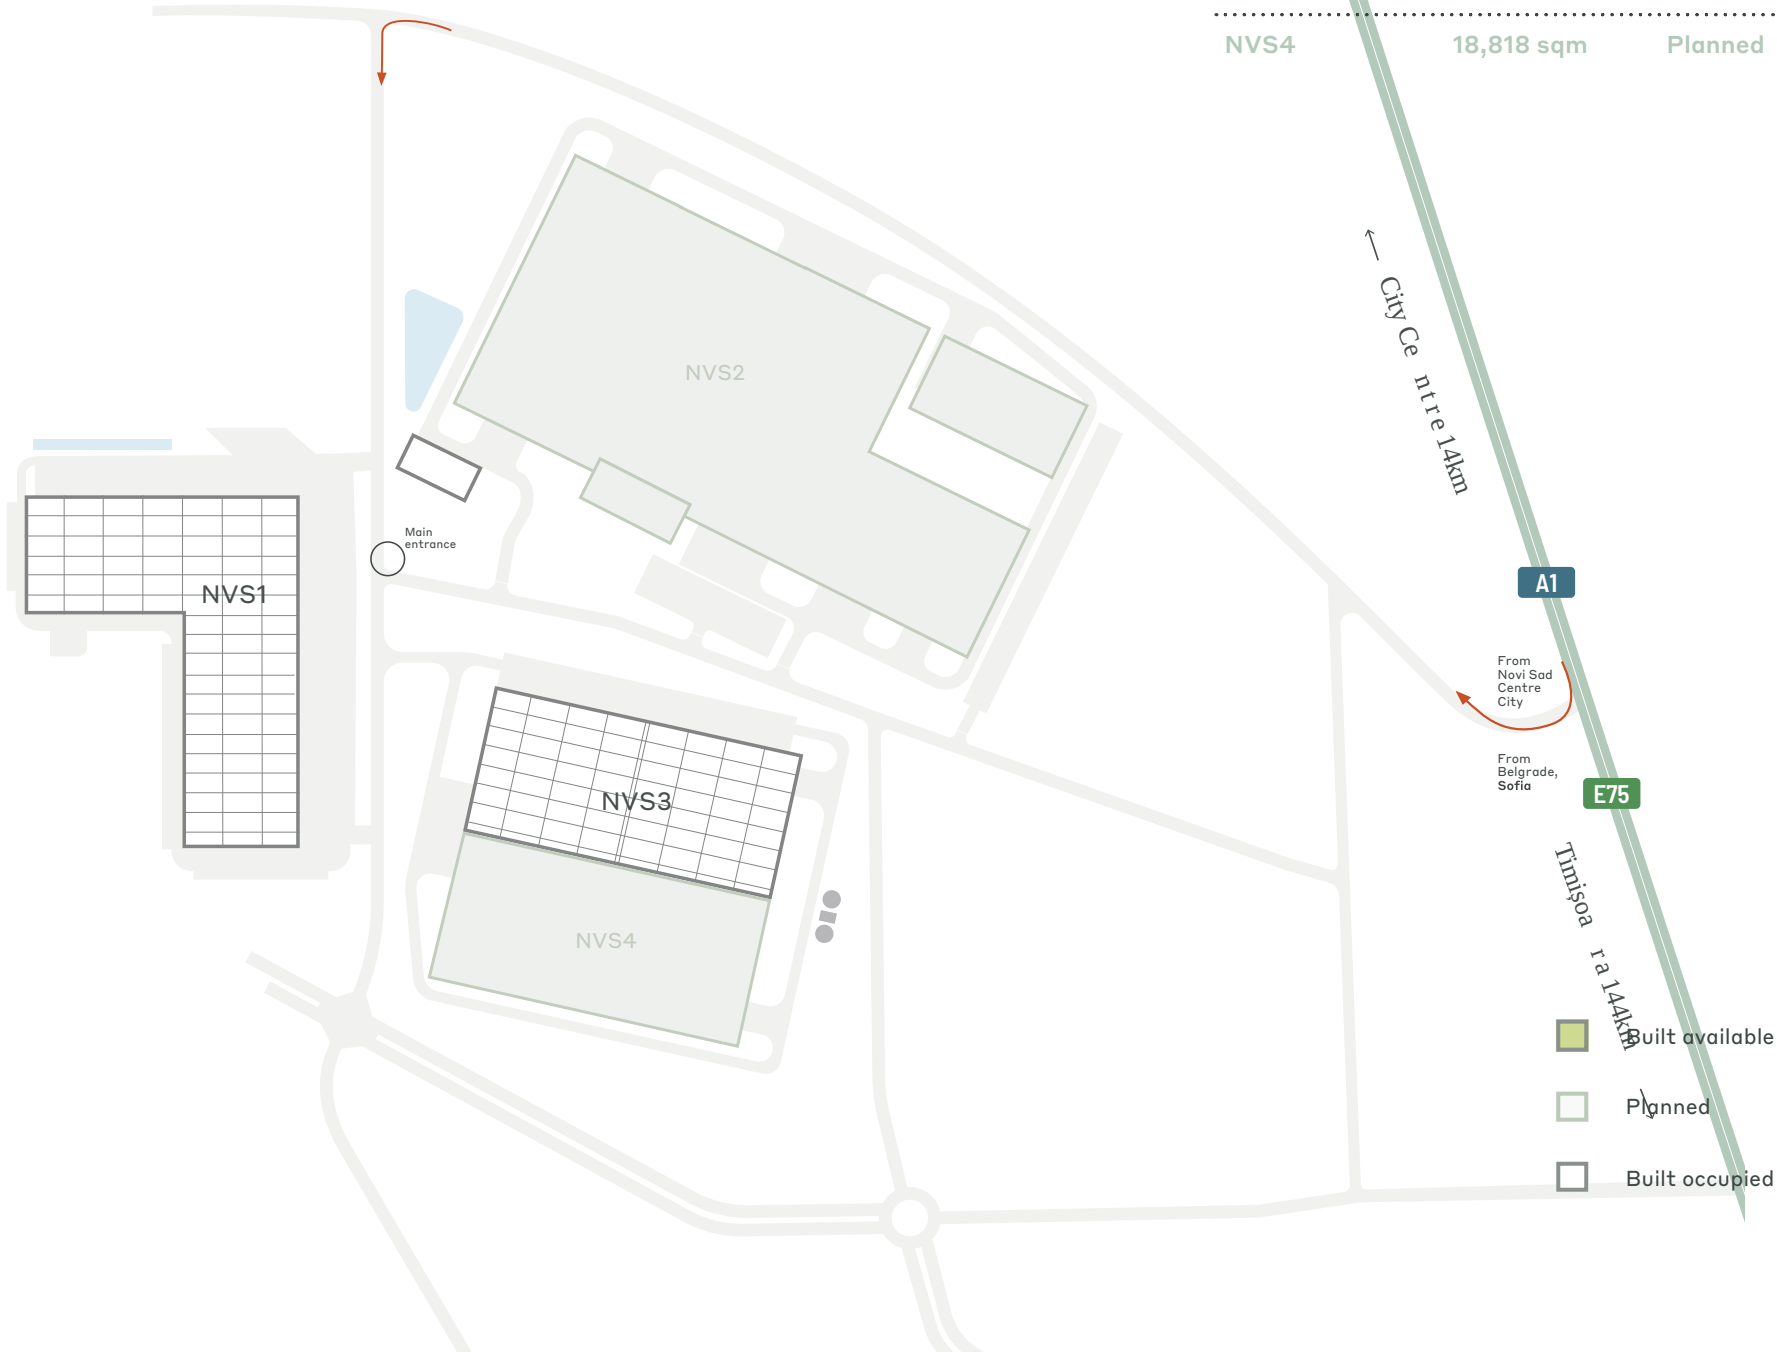 NVS4 18,818 sqm Planned
City Ce ntre 14km
NVS2
Main
entrance
A1
NVS1
From
Novi Sad
Centre
City
From
Belgrade,
Sofia
E75
NVS3
Timișoa ra 144km
NVS4
Built available
Planned
Built occupied